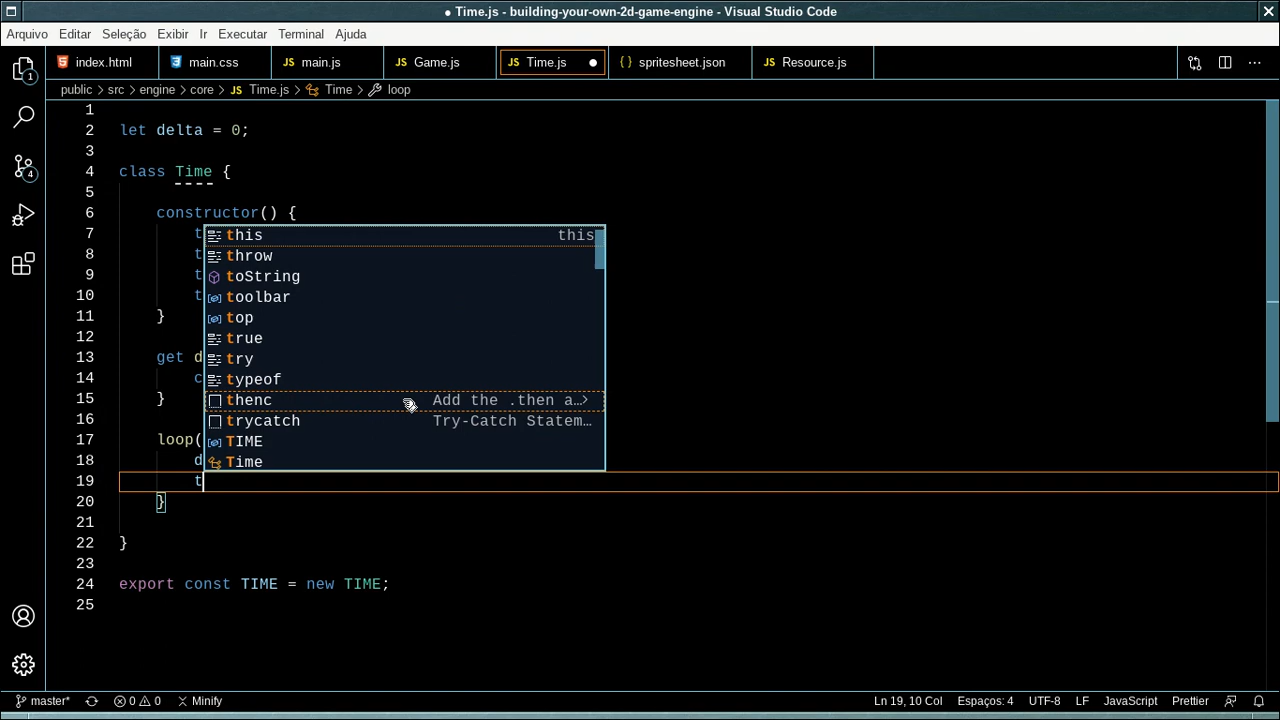 ● Time.js - building-your-own-2d-game-engine - Visual Studio Code
Arquivo Editar Seleção Exibir Ir Executar Terminal Ajuda
index.html main.css JS main.js JS Game.js JS Time.js ● { } spritesheet.json JS Resource.js ...
public > src > engine > core > JS Time.js > Time > loop
1
2 let delta = 0;
3
4 class Time {
5
6 constructor() {
7 t
8 t
9 t
10 t
11 }
12
13 get d
14 c
15 }
16
17 loop(
18 d
19 t
20 }
21
22 }
23
24 export const TIME = new TIME;
25
this this
throw
toString
toolbar
top
true
try
typeof
thenc Add the .then a…>
trycatch Try-Catch Statem…
TIME
Time
1
4
master* 0 0 Minify Ln 19, 10 Col Espaços: 4 UTF-8 LF JavaScript Prettier